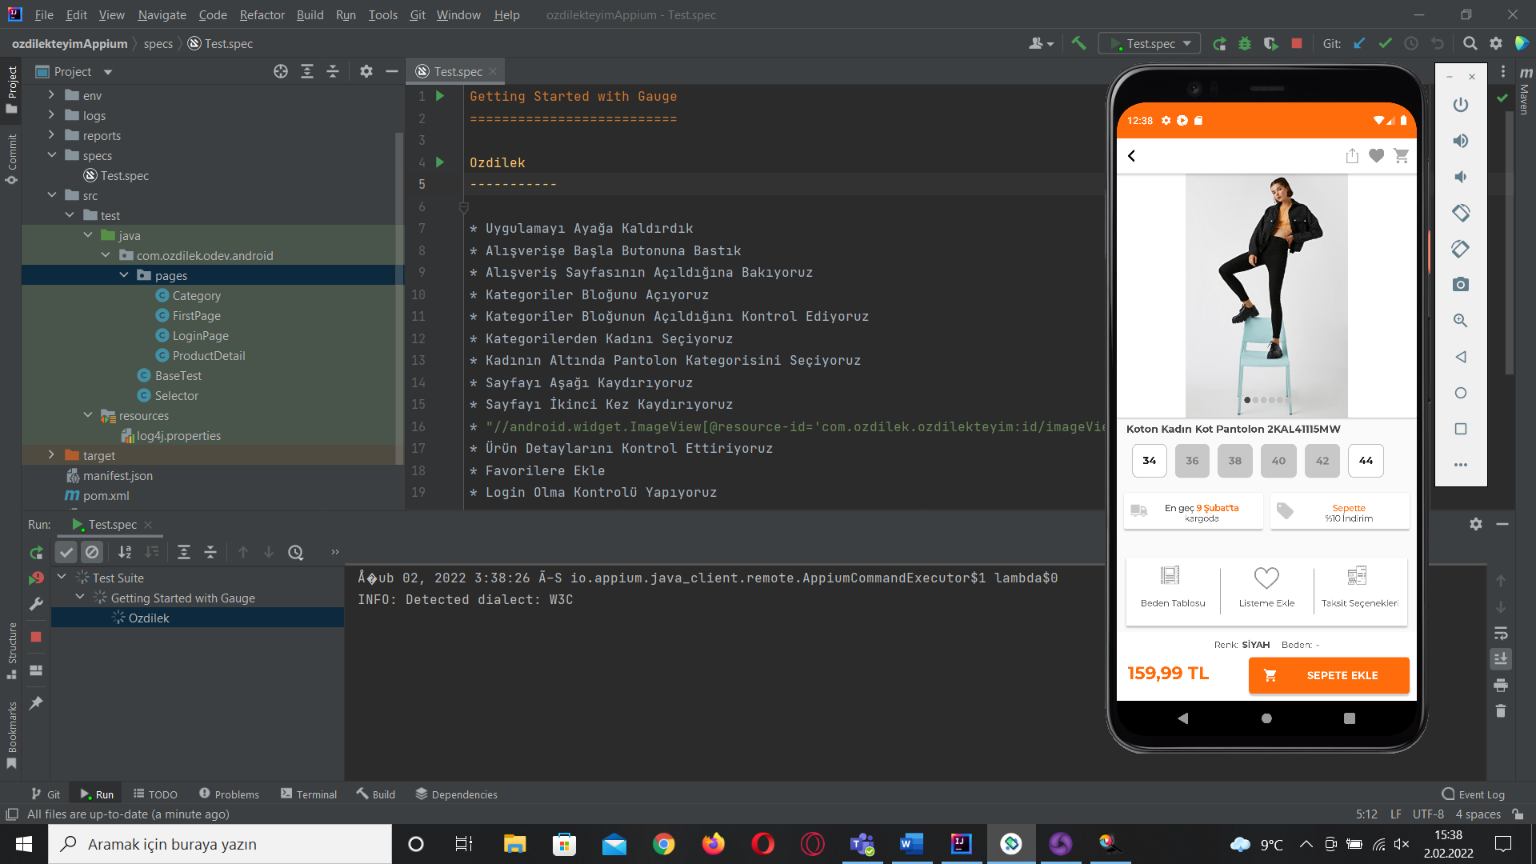 File Edit View Navigate Code Refactor Build Run Tools Git Window Help ozdilekteyimAppium - Test.spec
ozdilekteyimAppium specs Test.spec
Test.spec
Git:
Project
Test.spec
Project
Commit
Structure
Bookmarks
Maven
env
logs
reports
specs
Test.spec
src
test
java
com.ozdilek.odev.android
pages
Category
FirstPage
LoginPage
ProductDetail
BaseTest
Selector
resources
log4j.properties
target
manifest.json
pom.xml
1 Getting Started with Gauge
2 ==========================
3
4 Ozdilek
5 -----------
6
7 * Uygulamayı Ayağa Kaldırdık
8 * Alışverişe Başla Butonuna Bastık
9 * Alışveriş Sayfasının Açıldığına Bakıyoruz
10 * Kategoriler Bloğunu Açıyoruz
11 * Kategoriler Bloğunun Açıldığını Kontrol Ediyoruz
12 * Kategorilerden Kadını Seçiyoruz
13 * Kadının Altında Pantolon Kategorisini Seçiyoruz
14 * Sayfayı Aşağı Kaydırıyoruz
15 * Sayfayı İkinci Kez Kaydırıyoruz
16 * "//android.widget.ImageView[@resource-id='com.ozdilek.ozdilekteyim:id/imageVie
17 * Ürün Detaylarını Kontrol Ettiriyoruz
18 * Favorilere Ekle
19 * Login Olma Kontrolü Yapıyoruz
12:38
Koton Kadın Kot Pantolon 2KAL41115MW
34 36 38 40 42 44
En geç 9 Şubat'ta
kargoda
Sepette
%10 İndirim
Beden Tablosu
Listeme Ekle
Taksit Seçenekleri
Renk: SİYAH Beden: -
159,99 TL
SEPETE EKLE
Run: Test.spec
Test Suite
Getting Started with Gauge
Ozdilek
Å�ub 02, 2022 3:38:26 Ã–S io.appium.java_client.remote.AppiumCommandExecutor$1 lambda$0
INFO: Detected dialect: W3C
Git Run TODO Problems Terminal Build Dependencies Event Log
All files are up-to-date (a minute ago)
5:12 LF UTF-8 4 spaces
Aramak için buraya yazın
9°C
15:38
2.02.2022